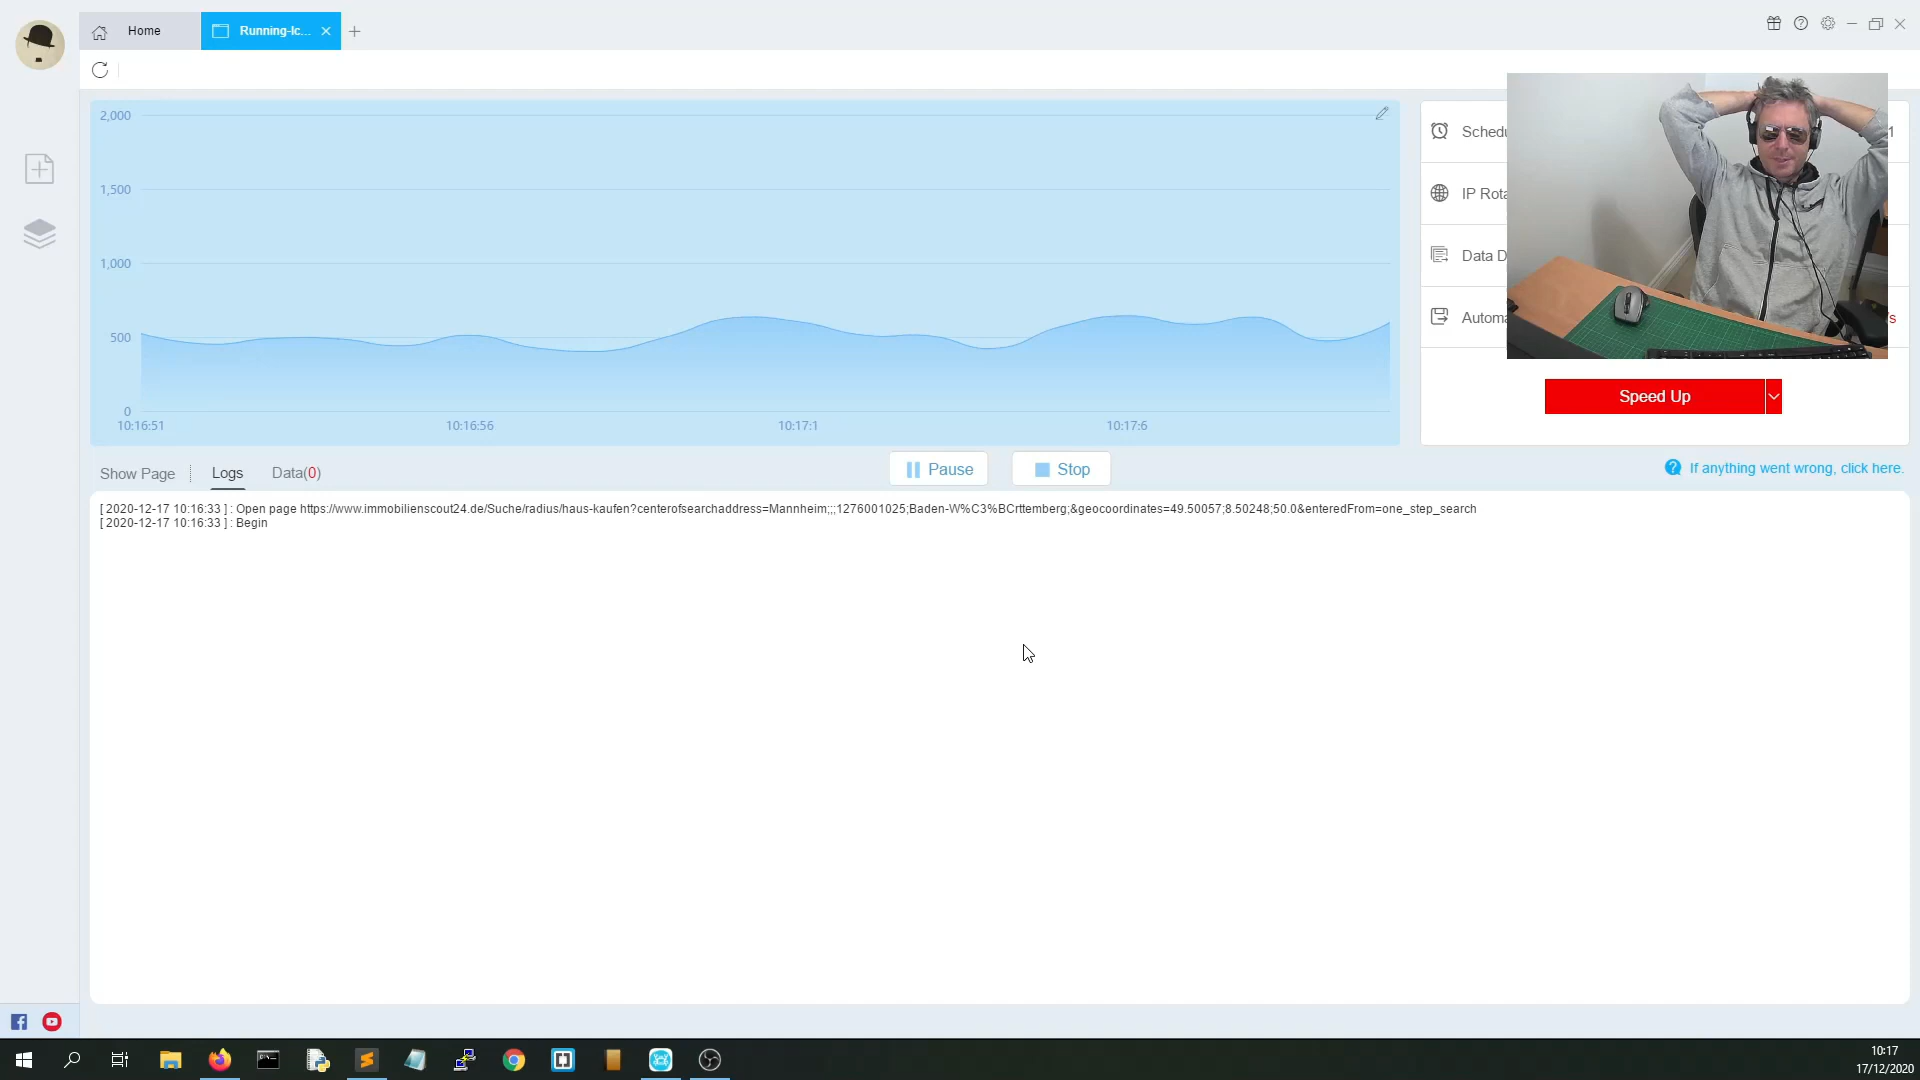 Home
Running-Ic...
2,000
1,500
1,000
500
0
10:16:51
10:16:56
10:17:1
10:17:6
Schedu
1
IP Rota
Data D
Automa
/s
Speed Up
Show Page
Logs
Data(0)
Pause
Stop
If anything went wrong, click here.
[ 2020-12-17 10:16:33 ] : Open page https://www.immobilienscout24.de/Suche/radius/haus-kaufen?centerofsearchaddress=Mannheim;;;1276001025;Baden-W%C3%BCrttemberg;&geocoordinates=49.50057;8.50248;50.0&enteredFrom=one_step_search
[ 2020-12-17 10:16:33 ] : Begin
10:17
17/12/2020